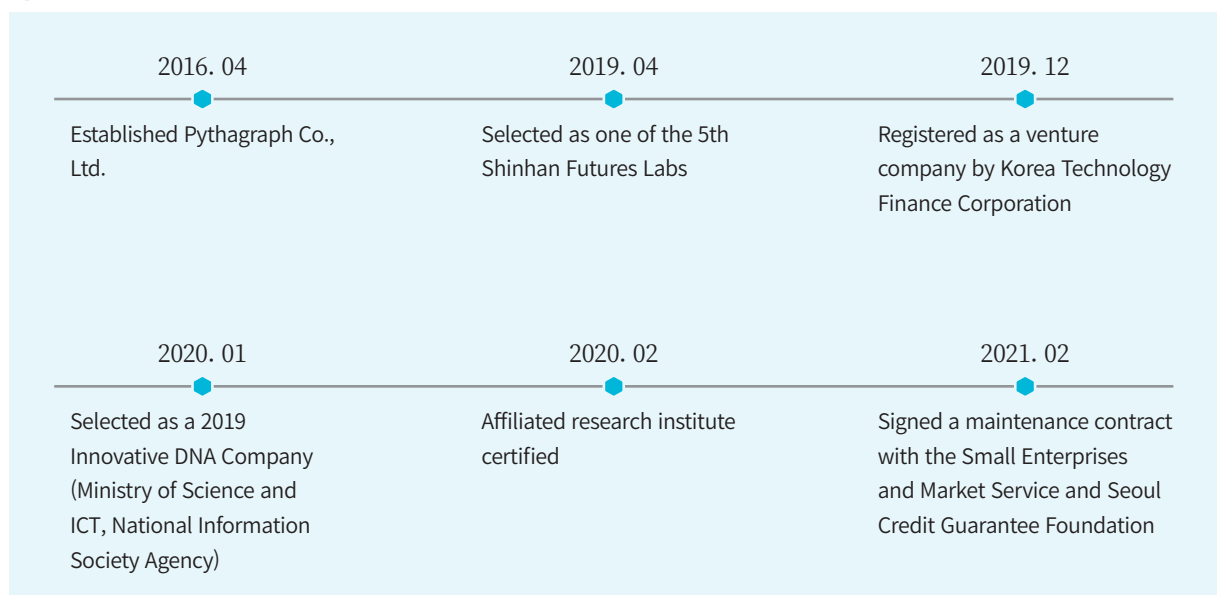 2016. 04
Established Pythagraph Co.,
Ltd.
2019. 04
Selected as one of the 5th
Shinhan Futures Labs
2019. 12
Registered as a venture
company by Korea Technology
Finance Corporation
2020. 01
Selected as a 2019
Innovative DNA Company
(Ministry of Science and
ICT, National Information
Society Agency)
2020. 02
Affiliated research institute
certified
2021. 02
Signed a maintenance contract
with the Small Enterprises
and Market Service and Seoul
Credit Guarantee Foundation